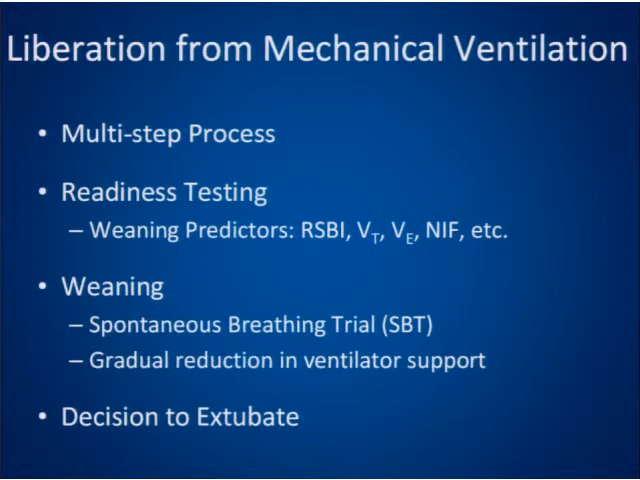 Liberation from Mechanical Ventilation
• Multi-step Process
• Readiness Testing
– Weaning Predictors: RSBI, V_T, V_E, NIF, etc.
• Weaning
– Spontaneous Breathing Trial (SBT)
– Gradual reduction in ventilator support
• Decision to Extubate